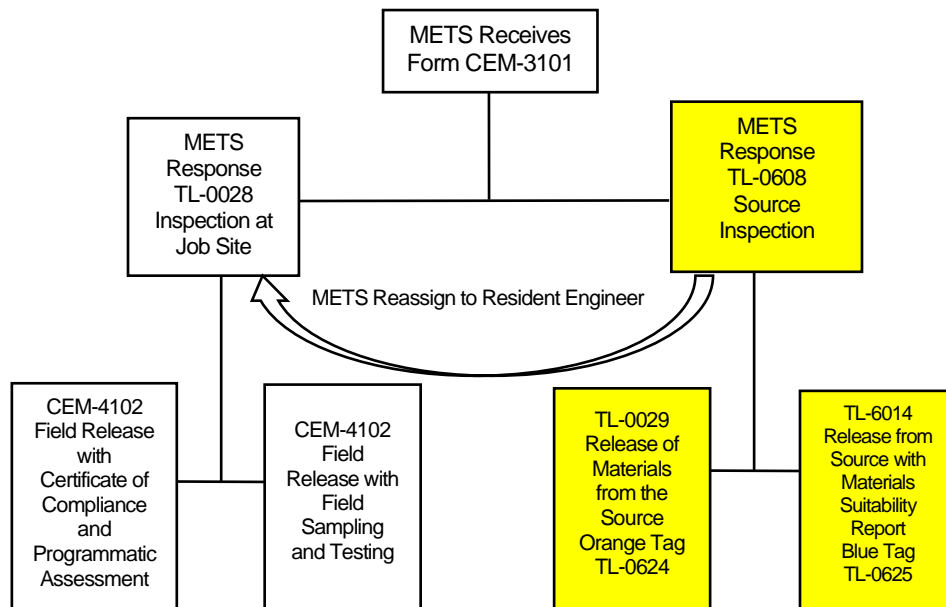 METS Receives
Form CEM-3101
METS
Response
TL-0028
Inspection at
Job Site
METS
Response
TL-0608
Source
Inspection
METS Reassign to Resident Engineer
CEM-4102
Field Release
with
Certificate of
Compliance
and
Programmatic
Assessment
CEM-4102
Field
Release with
Field
Sampling
and Testing
TL-0029
Release of
Materials
from the
Source
Orange Tag
TL-0624
TL-6014
Release from
Source with
Materials
Suitability
Report
Blue Tag
TL-0625